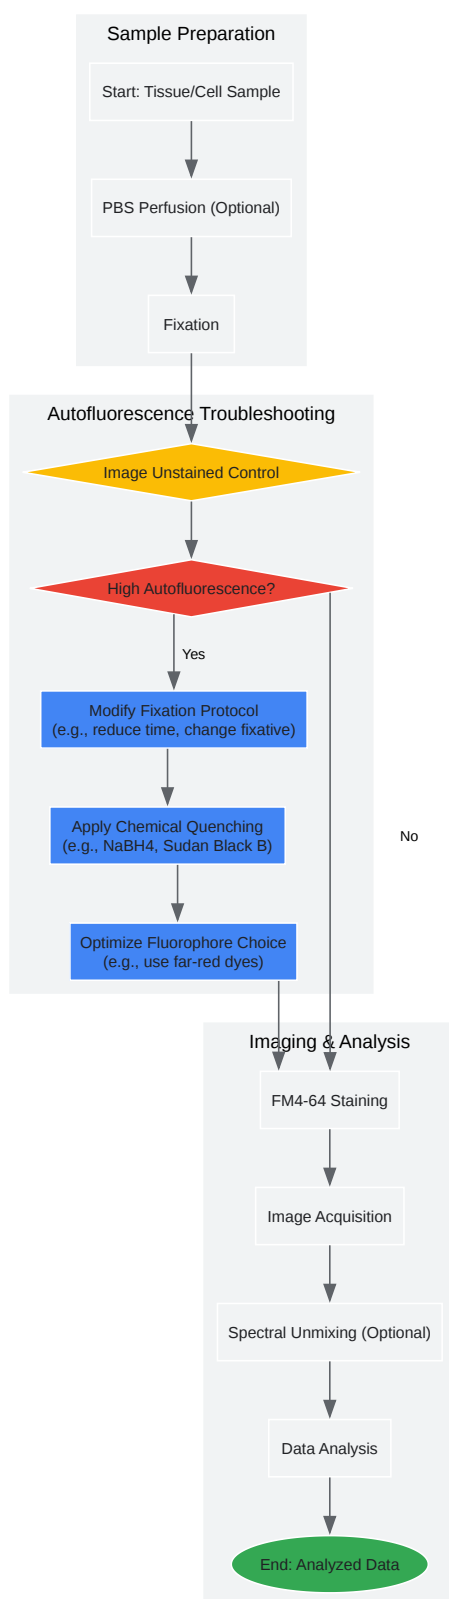 Sample Preparation
Start: Tissue/Cell Sample
PBS Perfusion (Optional)
Fixation
Autofluorescence Troubleshooting
Image Unstained Control
High Autofluorescence?
Yes
Modify Fixation Protocol
(e.g., reduce time, change fixative)
Apply Chemical Quenching
(e.g., NaBH4, Sudan Black B)
No
Optimize Fluorophore Choice
(e.g., use far-red dyes)
Imaging & Analysis
FM4-64 Staining
Image Acquisition
Spectral Unmixing (Optional)
Data Analysis
End: Analyzed Data